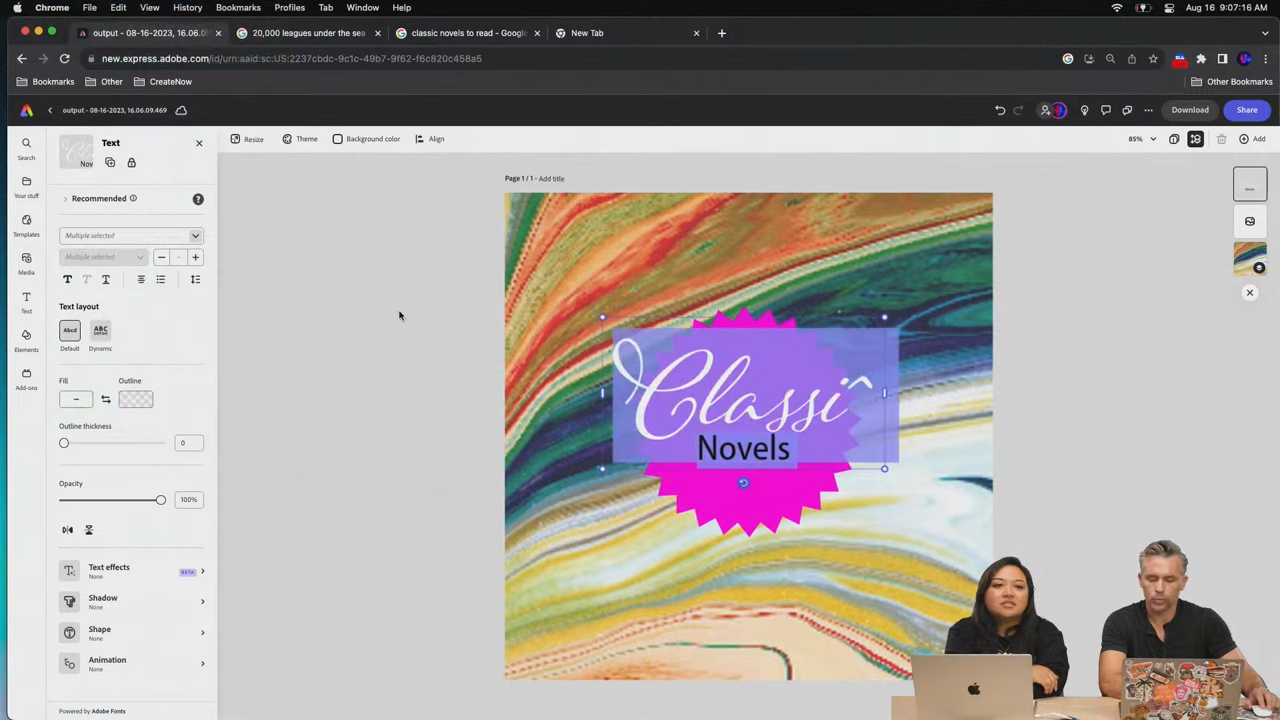 Chrome File Edit View History Bookmarks Profiles Tab Window Help Aug 16 9:07:16 AM
output - 08-16-2023, 16.06.0 20,000 leagues under the sea classic novels to read - Google New Tab
new.express.adobe.com/id/urn:aaid:sc:US:2237cbdc-9c1c-49b7-9f62-f6c820c458a5
Bookmarks Other CreateNow Other Bookmarks
output - 08-16-2023, 16.06.09.469 Download Share
Search
Your stuff
Templates
Media
Text
Elements
Add-ons
Text
Recommended
Multiple selected
Multiple selected
Text layout
Abcd
ABC
Default Dynamic
Fill Outline
Outline thickness
0
Opacity
100%
Text effects
None
BETA
Shadow
None
Shape
None
Animation
None
Powered by Adobe Fonts
Resize Theme Background color Align 85% Add
Page 1 / 1 - Add title
Classi^
Novels